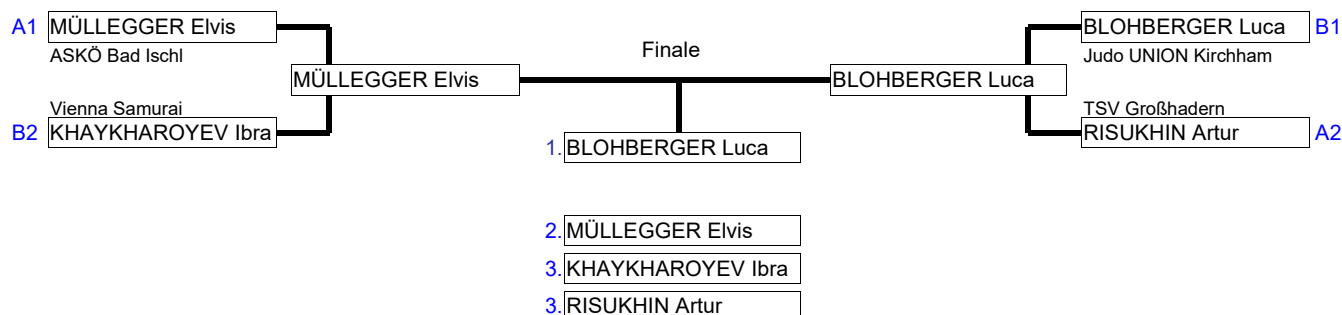 A1 MÜLLEGGER Elvis
ASKÖ Bad Ischl
MÜLLEGGER Elvis
Vienna Samurai
B2 KHAYKHAROYEV Ibra
Finale
BLOHBERGER Luca B1
Judo UNION Kirchham
BLOHBERGER Luca
TSV Großhadern
RISUKHIN Artur A2
1. BLOHBERGER Luca
2. MÜLLEGGER Elvis
3. KHAYKHAROYEV Ibra
3. RISUKHIN Artur